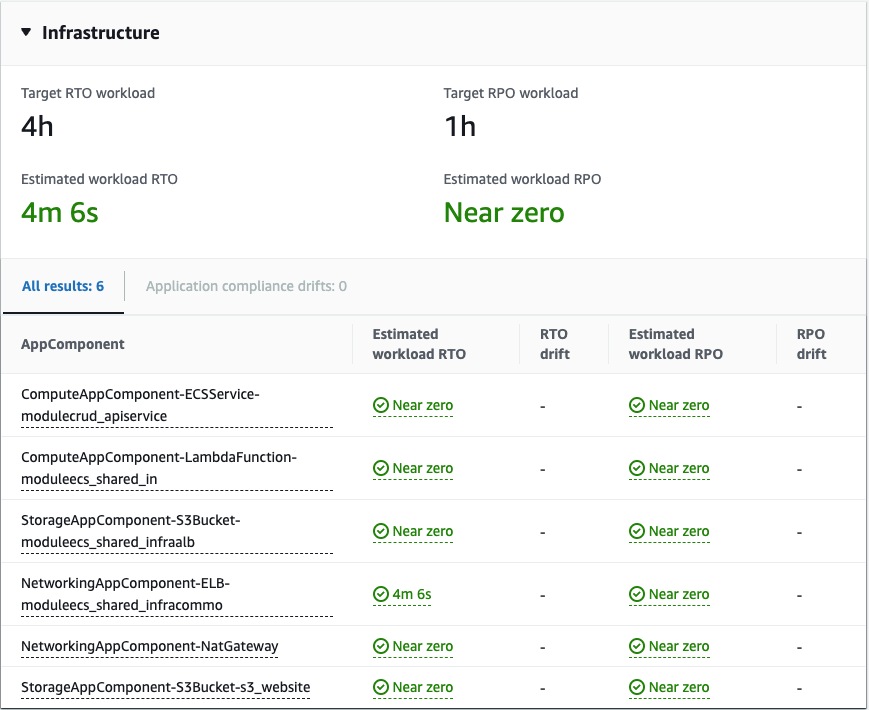 Infrastructure
Target RTO workload
Target RPO workload
4h
1h
Estimated workload RTO
Estimated workload RPO
4m 6s
Near zero
All results: 6
Application compliance drifts: 0
AppComponent
Estimated
workload RTO
RTO
drift
Estimated
workload RPO
RPO
drift
ComputeAppComponent-ECSService-
modulecrud_apiservice
Near zero
-
Near zero
-
ComputeAppComponent-LambdaFunction-
moduleecs_shared_in
Near zero
-
Near zero
-
StorageAppComponent-S3Bucket-
moduleecs_shared_infraalb
Near zero
-
Near zero
-
NetworkingAppComponent-ELB-
moduleecs_shared_infracommo
4m 6s
-
Near zero
-
NetworkingAppComponent-NatGateway
Near zero
-
Near zero
-
StorageAppComponent-S3Bucket-s3_website
Near zero
-
Near zero
-